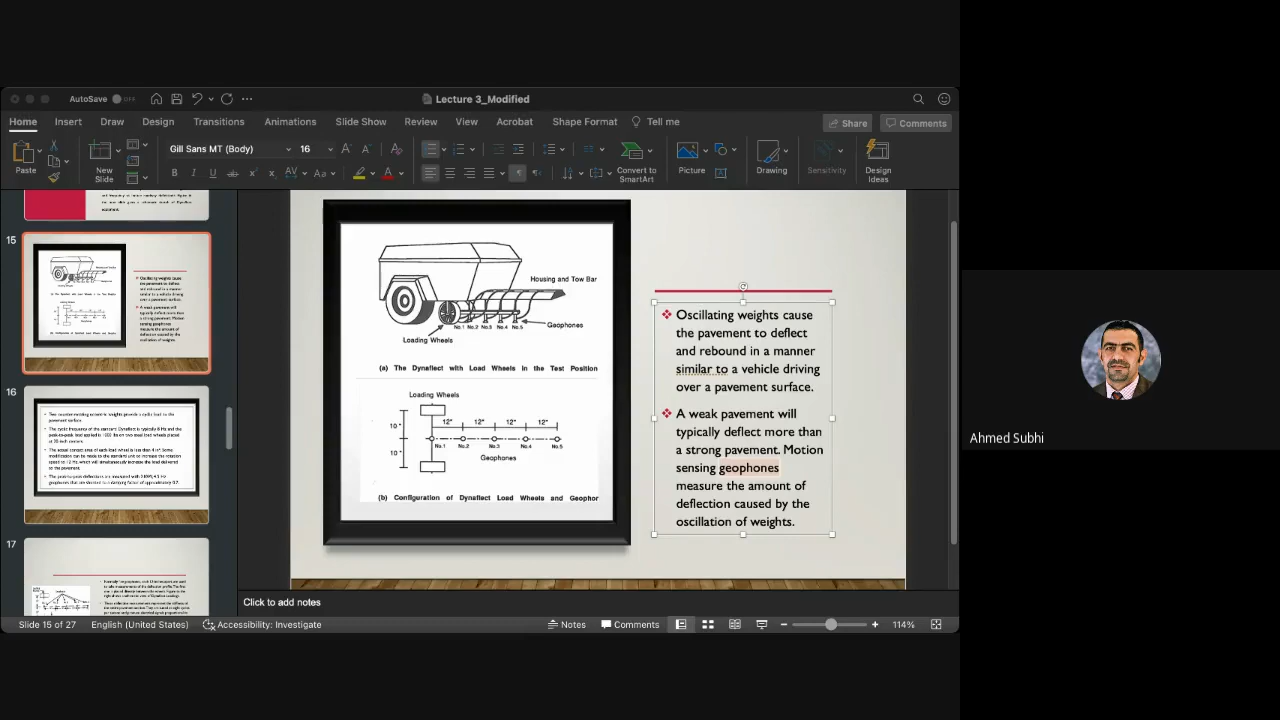 AutoSave OFF
Lecture 3_Modified
Home Insert Draw Design Transitions Animations Slide Show Review View Acrobat Shape Format Tell me
Share Comments
Paste
New Slide
Gill Sans MT (Body) 16
B I U ab x x AV Aa A
Convert to SmartArt
Picture
Drawing
Sensitivity
Design Ideas
15
16
17
Housing and Tow Bar
No.1 No.2 No.3 No.4 No.5
Geophones
Loading Wheels
(a) The Dynaflect with Load Wheels in the Test Position
Loading Wheels
12" 12" 12" 12"
10"
No.1 No.2 No.3 No.4 No.5
10"
Geophones
(b) Configuration of Dynaflect Load Wheels and Geophor
❖ Oscillating weights cause
the pavement to deflect
and rebound in a manner
similar to a vehicle driving
over a pavement surface.
❖ A weak pavement will
typically deflect more than
a strong pavement. Motion
sensing geophones
measure the amount of
deflection caused by the
oscillation of weights.
Click to add notes
Slide 15 of 27 English (United States) Accessibility: Investigate
Notes Comments 114%
Ahmed Subhi